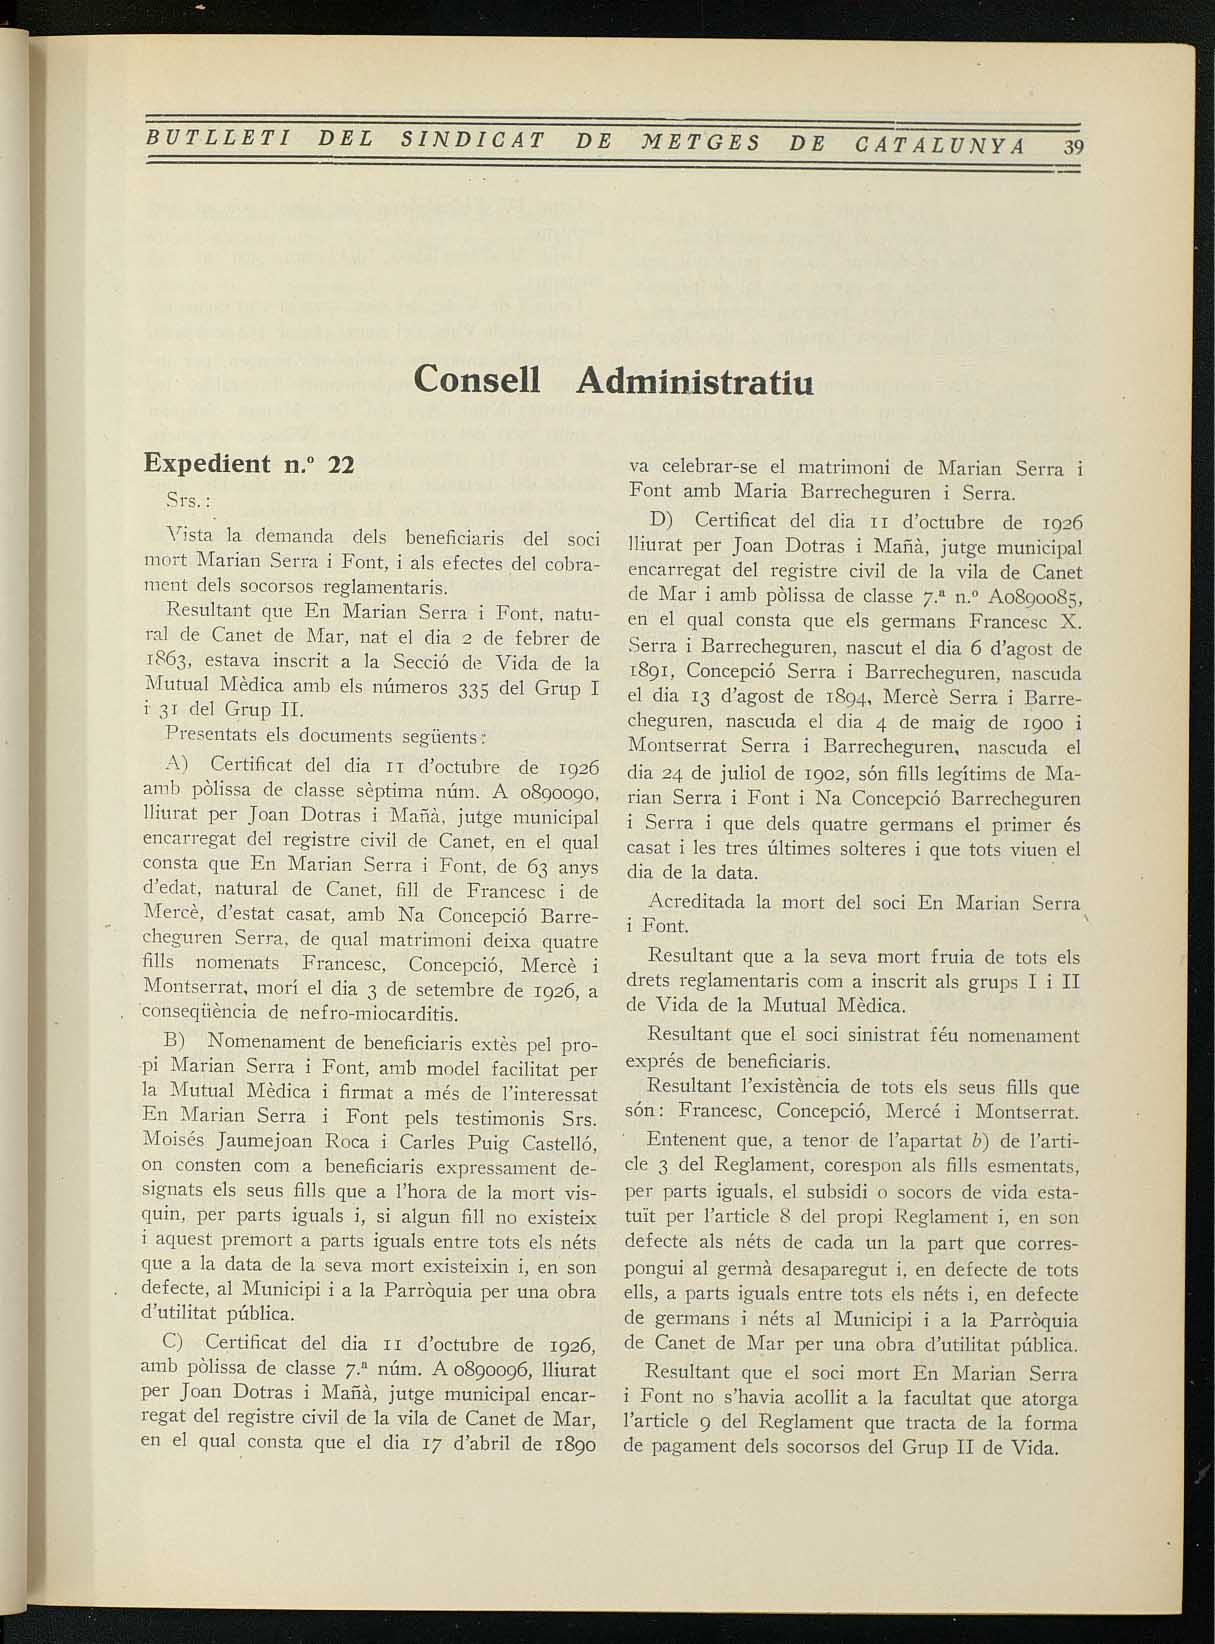 BUTLLETI DEL SINDICAT DE METGES DE CATALUNYA 39
Consell Administratiu
Expedient n.º 22
Srs. :
Vista la demanda dels beneficiaris del soci
mort Marian Serra i Font, i als efectes del cobra-
ment dels socorsos reglamentaris.
Resultant que En Marian Serra i Font, natu-
ral de Canet de Mar, nat el dia 2 de febrer de
1863, estava inscrit a la Secció de Vida de la
Mutual Mèdica amb els números 335 del Grup I
i 31 del Grup II.
Presentats els documents següents :
A) Certificat del dia 11 d'octubre de 1926
amb pòlissa de classe sèptima núm. A 0890090,
lliurat per Joan Dotras i Mañà, jutge municipal
encarregat del registre civil de Canet, en el qual
consta que En Marian Serra i Font, de 63 anys
d'edat, natural de Canet, fill de Francesc i de
Mercè, d'estat casat, amb Na Concepció Barre-
cheguren Serra, de qual matrimoni deixa quatre
fills nomenats Francesc, Concepció, Mercè i
Montserrat, morí el dia 3 de setembre de 1926, a
conseqüència de nefro-miocarditis.
B) Nomenament de beneficiaris extès pel pro-
pi Marian Serra i Font, amb model facilitat per
la Mutual Mèdica i firmat a més de l'interessat
En Marian Serra i Font pels testimonis Srs.
Moisés Jaumejoan Roca i Carles Puig Castelló,
on consten com a beneficiaris expressament de-
signats els seus fills que a l'hora de la mort vis-
quin, per parts iguals i, si algun fill no existeix
i aquest premort a parts iguals entre tots els néts
que a la data de la seva mort existeixin i, en son
defecte, al Municipi i a la Parròquia per una obra
d'utilitat pública.
C) Certificat del dia 11 d'octubre de 1926,
amb pòlissa de classe 7.ª núm. A 0890096, lliurat
per Joan Dotras i Mañà, jutge municipal encar-
regat del registre civil de la vila de Canet de Mar,
en el qual consta que el dia 17 d'abril de 1890
va celebrar-se el matrimoni de Marian Serra i
Font amb Maria Barrecheguren i Serra.
D) Certificat del dia 11 d'octubre de 1926
lliurat per Joan Dotras i Mañà, jutge municipal
encarregat del registre civil de la vila de Canet
de Mar i amb pòlissa de classe 7.ª n.º A0890085,
en el qual consta que els germans Francesc X.
Serra i Barrecheguren, nascut el dia 6 d'agost de
1891, Concepció Serra i Barrecheguren, nascuda
el dia 13 d'agost de 1894, Mercè Serra i Barre-
cheguren, nascuda el dia 4 de maig de 1900 i
Montserrat Serra i Barrecheguren, nascuda el
dia 24 de juliol de 1902, són fills legítims de Ma-
rian Serra i Font i Na Concepció Barrecheguren
i Serra i que dels quatre germans el primer és
casat i les tres últimes solteres i que tots viuen el
dia de la data.
Acreditada la mort del soci En Marian Serra
i Font.
Resultant que a la seva mort fruia de tots els
drets reglamentaris com a inscrit als grups I i II
de Vida de la Mutual Mèdica.
Resultant que el soci sinistrat féu nomenament
exprés de beneficiaris.
Resultant l'existència de tots els seus fills que
són : Francesc, Concepció, Mercé i Montserrat.
Entenent que, a tenor de l'apartat b) de l'arti-
cle 3 del Reglament, corespon als fills esmentats,
per parts iguals, el subsidi o socors de vida esta-
tuït per l'article 8 del propi Reglament i, en son
defecte als néts de cada un la part que corres-
pongui al germà desaparegut i, en defecte de tots
ells, a parts iguals entre tots els néts i, en defecte
de germans i néts al Municipi i a la Parròquia
de Canet de Mar per una obra d'utilitat pública.
Resultant que el soci mort En Marian Serra
i Font no s'havia acollit a la facultat que atorga
l'article 9 del Reglament que tracta de la forma
de pagament dels socorsos del Grup II de Vida.